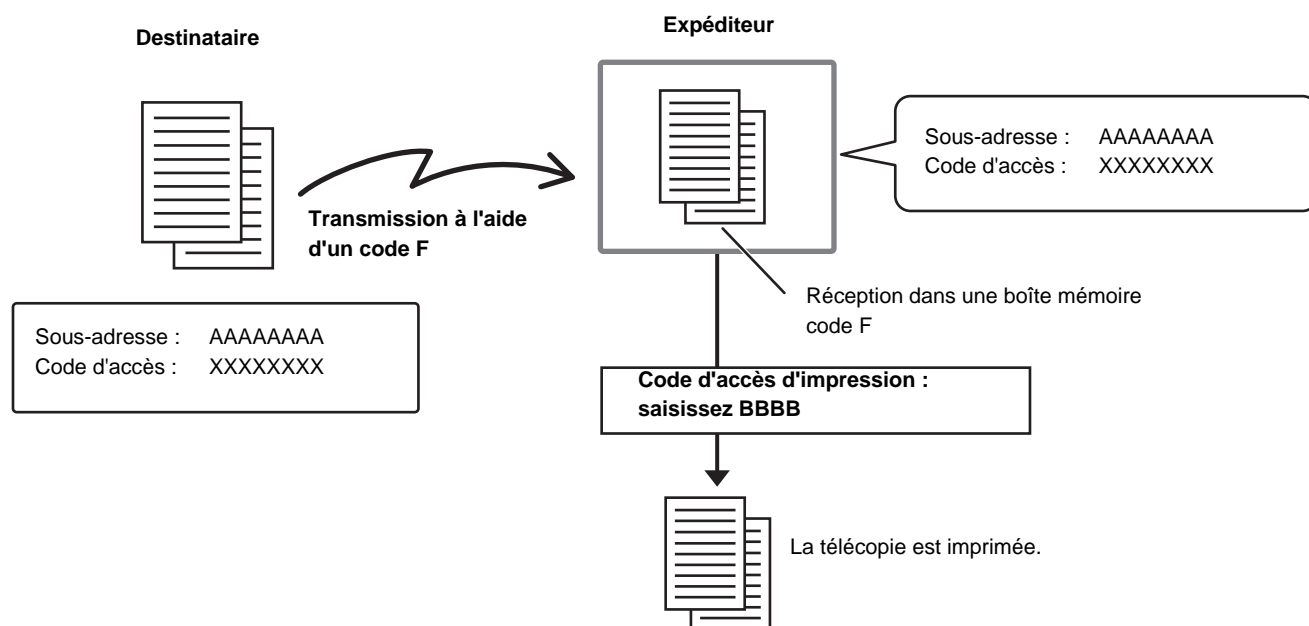 Destinataire
Expéditeur
Sous-adresse : AAAAAAAA
Code d'accès : XXXXXXXX
Transmission à l'aide
d'un code F
Réception dans une boîte mémoire
code F
Sous-adresse : AAAAAAAA
Code d'accès : XXXXXXXX
Code d'accès d'impression :
saisissez BBBB
La télécopie est imprimée.